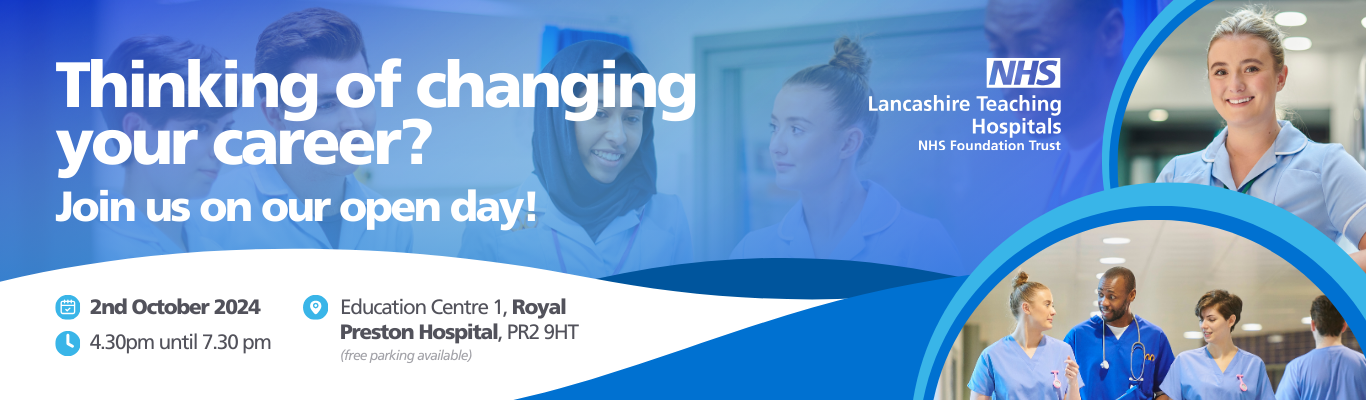 Thinking of changing
your career?
Join us on our open day!
NHS
Lancashire Teaching
Hospitals
NHS Foundation Trust
2nd October 2024
4.30pm until 7.30 pm
Education Centre 1, Royal
Preston Hospital, PR2 9HT
(free parking available)